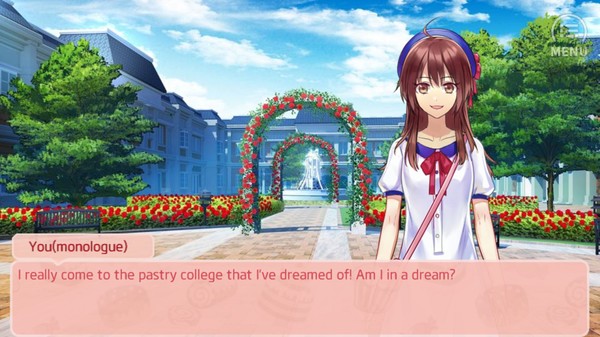 MENU
You(monologue)
I really come to the pastry college that I've dreamed of! Am I in a dream?